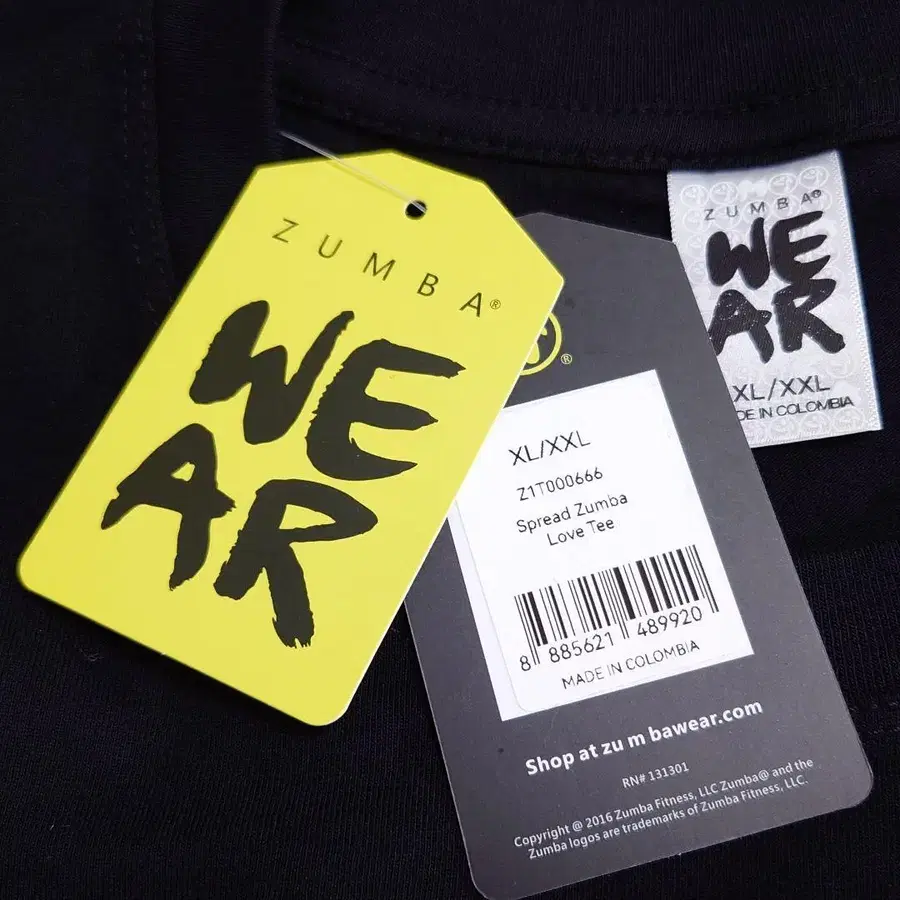 ZUMBA®
WE
AR
®
XL/XXL
Z1T000666
Spread Zumba
Love Tee
8 885621 489920
MADE IN COLOMBIA
Shop at zu m bawear.com
RN# 131301
Copyright @ 2016 Zumba Fitness, LLC Zumba@ and the
Zumba logos are trademarks of Zumba Fitness, LLC.
ZUMBA®
WE
AR
XL/XXL
DE IN COLOMBIA